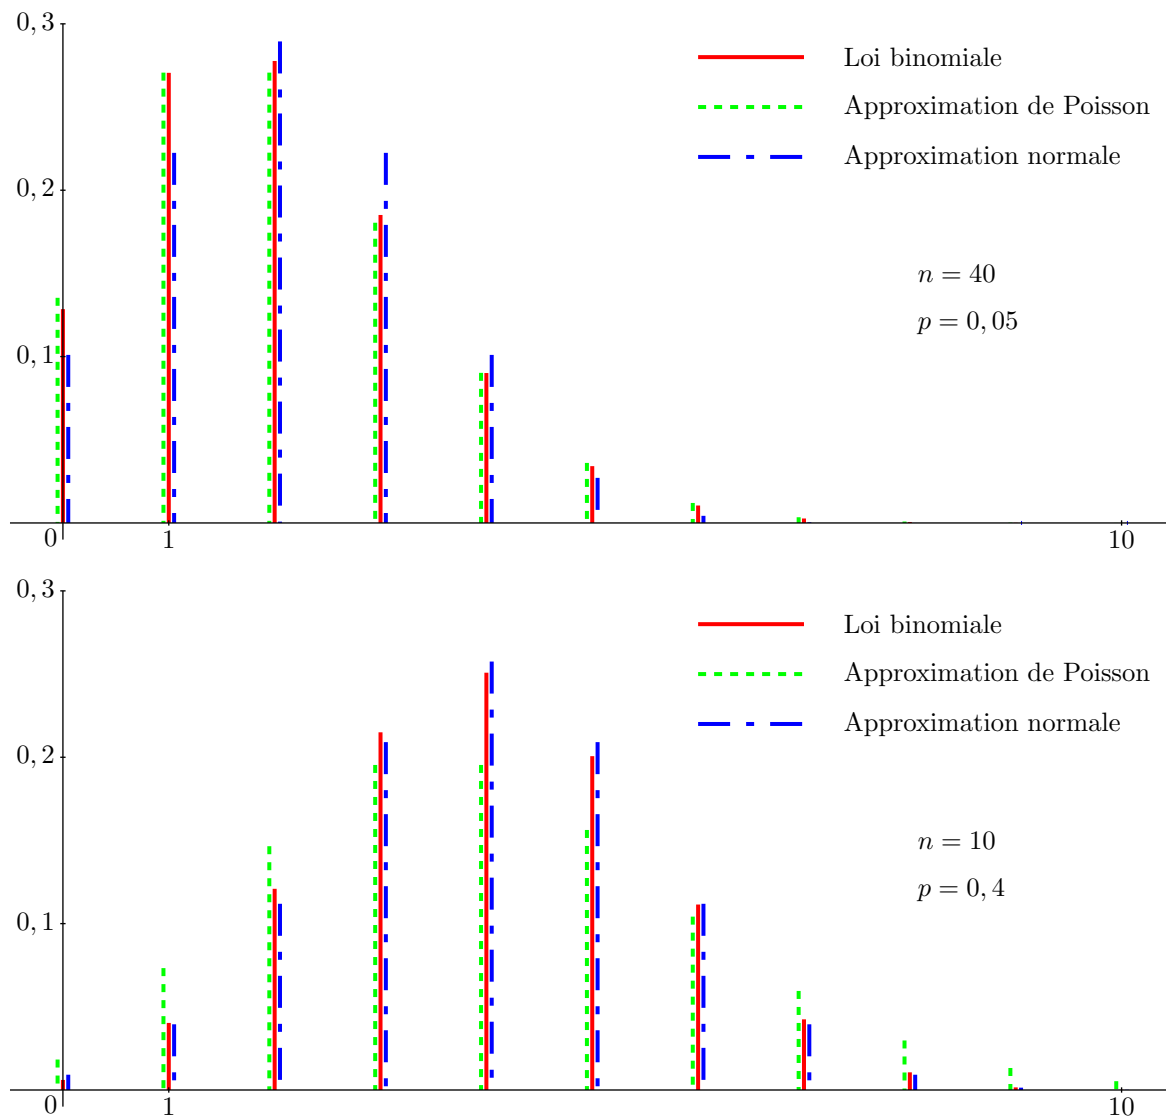 0, 3
Loi binomiale
Approximation de Poisson
Approximation normale
0, 2
n = 40
p = 0, 05
0, 1
0
1
10
0, 3
Loi binomiale
Approximation de Poisson
Approximation normale
0, 2
n = 10
p = 0, 4
0, 1
0
1
10